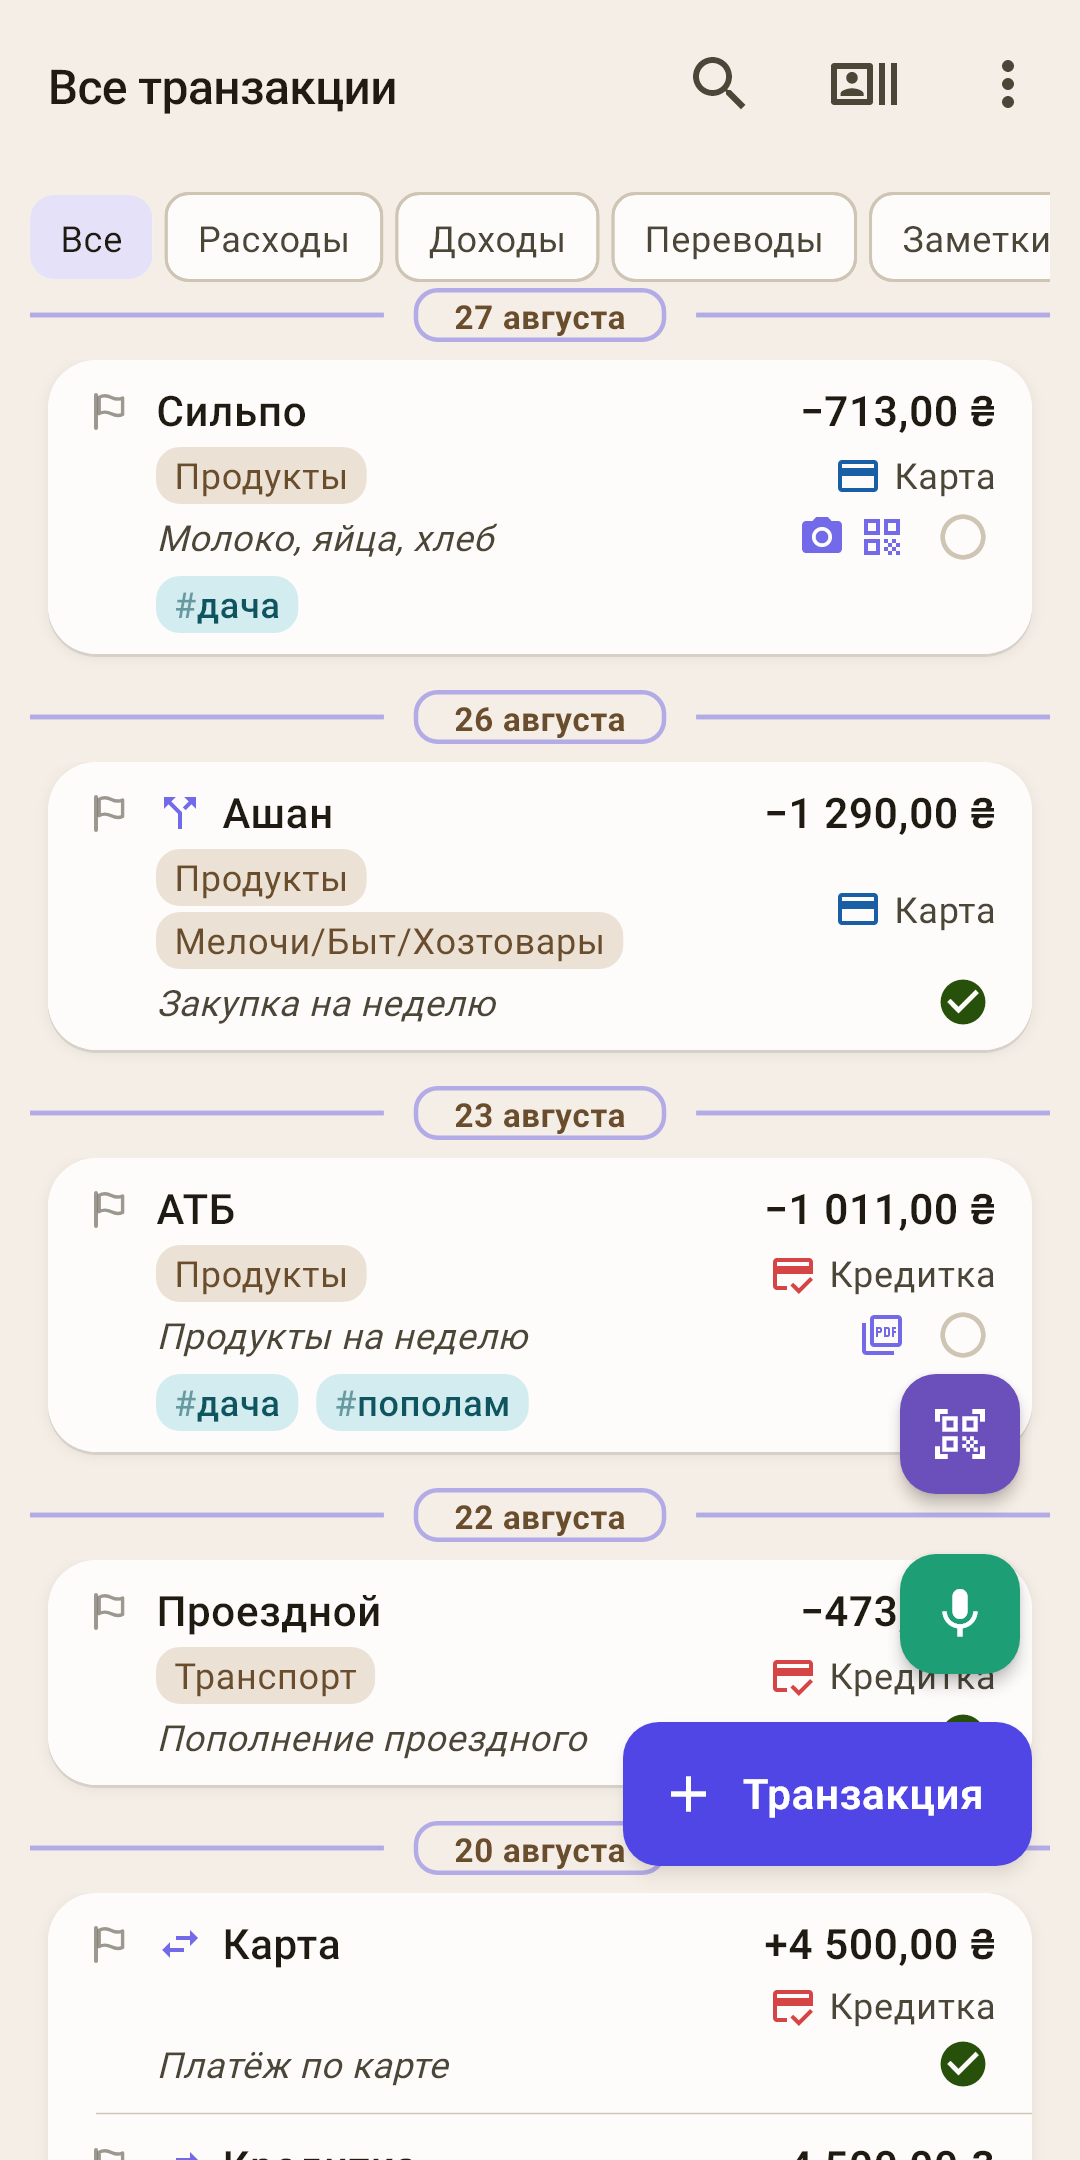 Все транзакции
Все Расходы Доходы Переводы Заметки
27 августа
Сильпо −713,00 ₴
Продукты Карта
Молоко, яйца, хлеб
#дача
26 августа
Ашан −1 290,00 ₴
Продукты
Карта
Мелочи/Быт/Хозтовары
Закупка на неделю
23 августа
АТБ −1 011,00 ₴
Продукты Кредитка
Продукты на неделю PDF
#дача #пополам
22 августа
Проездной −473
Транспорт Кредитка
Пополнение проездного
+ Транзакция
20 августа
Карта +4 500,00 ₴
Кредитка
Платёж по карте